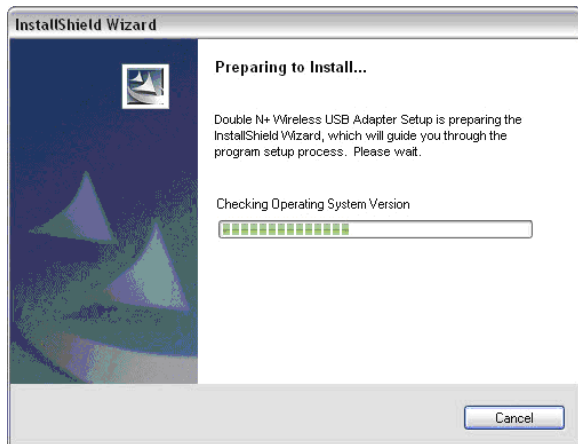 InstallShield Wizard
Preparing to Install...
Double N+ Wireless USB Adapter Setup is preparing the
InstallShield Wizard, which will guide you through the
program setup process. Please wait.
Checking Operating System Version
Cancel